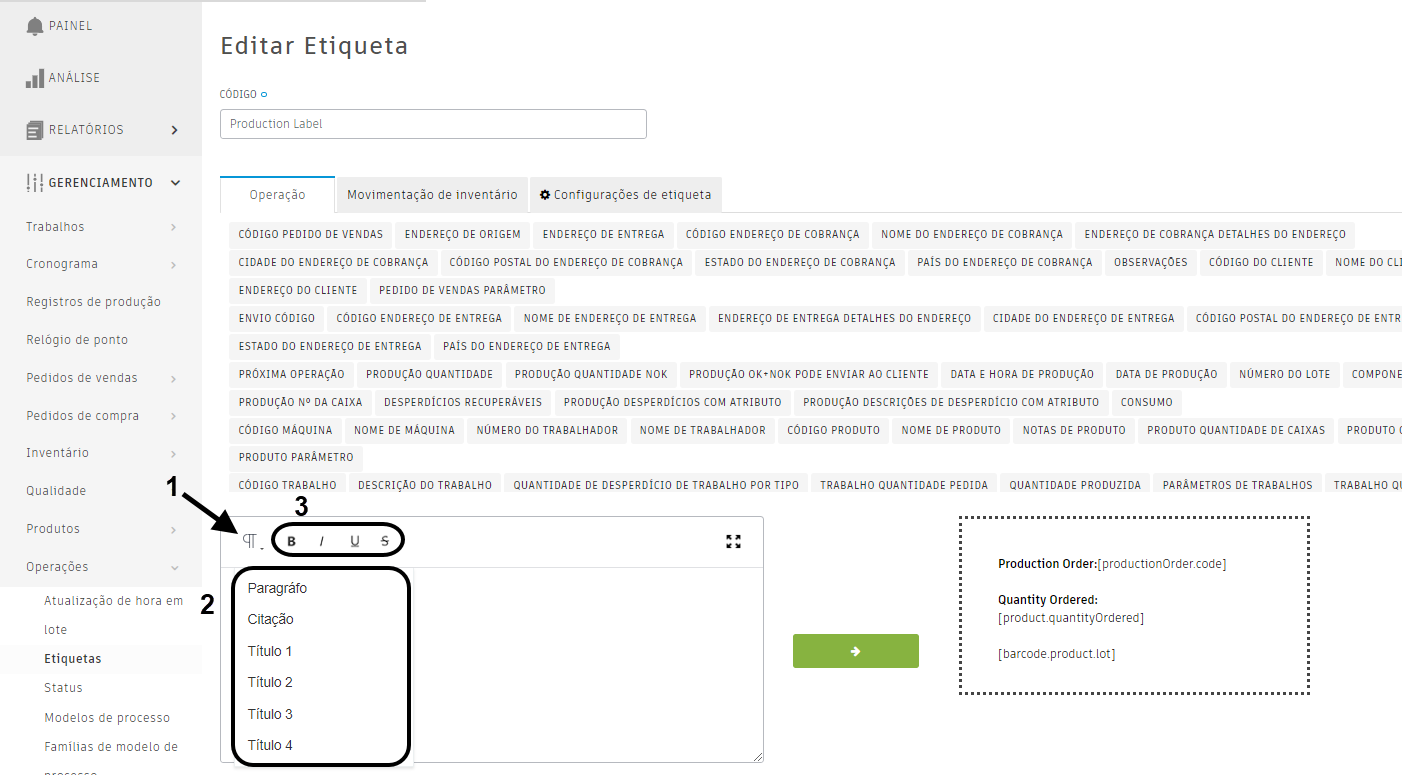 PAINEL
ANÁLISE
RELATÓRIOS
GERENCIAMENTO
Trabalhos
Cronograma
Registros de produção
Relógio de ponto
Pedidos de vendas
Pedidos de compra
Inventário
Qualidade
Produtos
Operações
Atualização de hora em
lote
Etiquetas
Status
Modelos de processo
Famílias de modelo de
processo
Editar Etiqueta
CÓDIGO
Production Label
Operação Movimentação de inventário Configurações de etiqueta
CÓDIGO PEDIDO DE VENDAS ENDEREÇO DE ORIGEM ENDEREÇO DE ENTREGA CÓDIGO ENDEREÇO DE COBRANÇA NOME DO ENDEREÇO DE COBRANÇA ENDEREÇO DE COBRANÇA DETALHES DO ENDEREÇO
CIDADE DO ENDEREÇO DE COBRANÇA CÓDIGO POSTAL DO ENDEREÇO DE COBRANÇA ESTADO DO ENDEREÇO DE COBRANÇA PAÍS DO ENDEREÇO DE COBRANÇA OBSERVAÇÕES CÓDIGO DO CLIENTE NOME DO CLI
ENDEREÇO DO CLIENTE PEDIDO DE VENDAS PARÂMETRO
ENVIO CÓDIGO CÓDIGO ENDEREÇO DE ENTREGA NOME DE ENDEREÇO DE ENTREGA ENDEREÇO DE ENTREGA DETALHES DO ENDEREÇO CIDADE DO ENDEREÇO DE ENTREGA CÓDIGO POSTAL DO ENDEREÇO DE ENTR
ESTADO DO ENDEREÇO DE ENTREGA PAÍS DO ENDEREÇO DE ENTREGA
PRÓXIMA OPERAÇÃO PRODUÇÃO QUANTIDADE PRODUÇÃO QUANTIDADE NOK PRODUÇÃO OK+NOK PODE ENVIAR AO CLIENTE DATA E HORA DE PRODUÇÃO DATA DE PRODUÇÃO NÚMERO DO LOTE COMPONE
PRODUÇÃO Nº DA CAIXA DESPERDÍCIOS RECUPERÁVEIS PRODUÇÃO DESPERDÍCIOS COM ATRIBUTO PRODUÇÃO DESCRIÇÕES DE DESPERDÍCIO COM ATRIBUTO CONSUMO
CÓDIGO MÁQUINA NOME DE MÁQUINA NÚMERO DO TRABALHADOR NOME DE TRABALHADOR CÓDIGO PRODUTO NOME DE PRODUTO NOTAS DE PRODUTO PRODUTO QUANTIDADE DE CAIXAS PRODUTO C
PRODUTO PARÂMETRO
CÓDIGO TRABALHO DESCRIÇÃO DO TRABALHO QUANTIDADE DE DESPERDÍCIO DE TRABALHO POR TIPO TRABALHO QUANTIDADE PEDIDA QUANTIDADE PRODUZIDA PARÂMETROS DE TRABALHOS TRABALHO QU
1
3
B I U S
2
Paragráfo
Citação
Título 1
Título 2
Título 3
Título 4
Production Order:[productionOrder.code]
Quantity Ordered:
[product.quantityOrdered]
[barcode.product.lot]